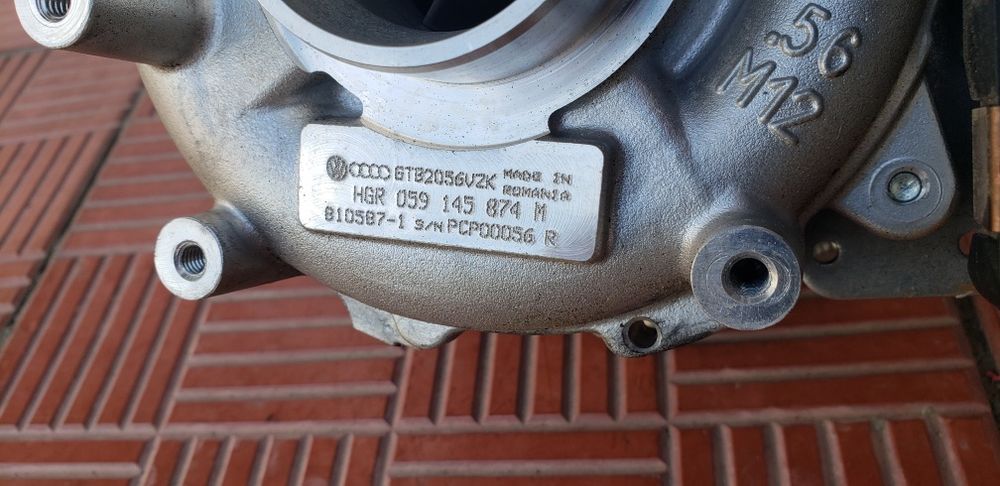 .56
M12
GTB2056VZK MADE IN
ROMANIA
HGR 059 145 874 M
810587-1 S/N PCP00056 R